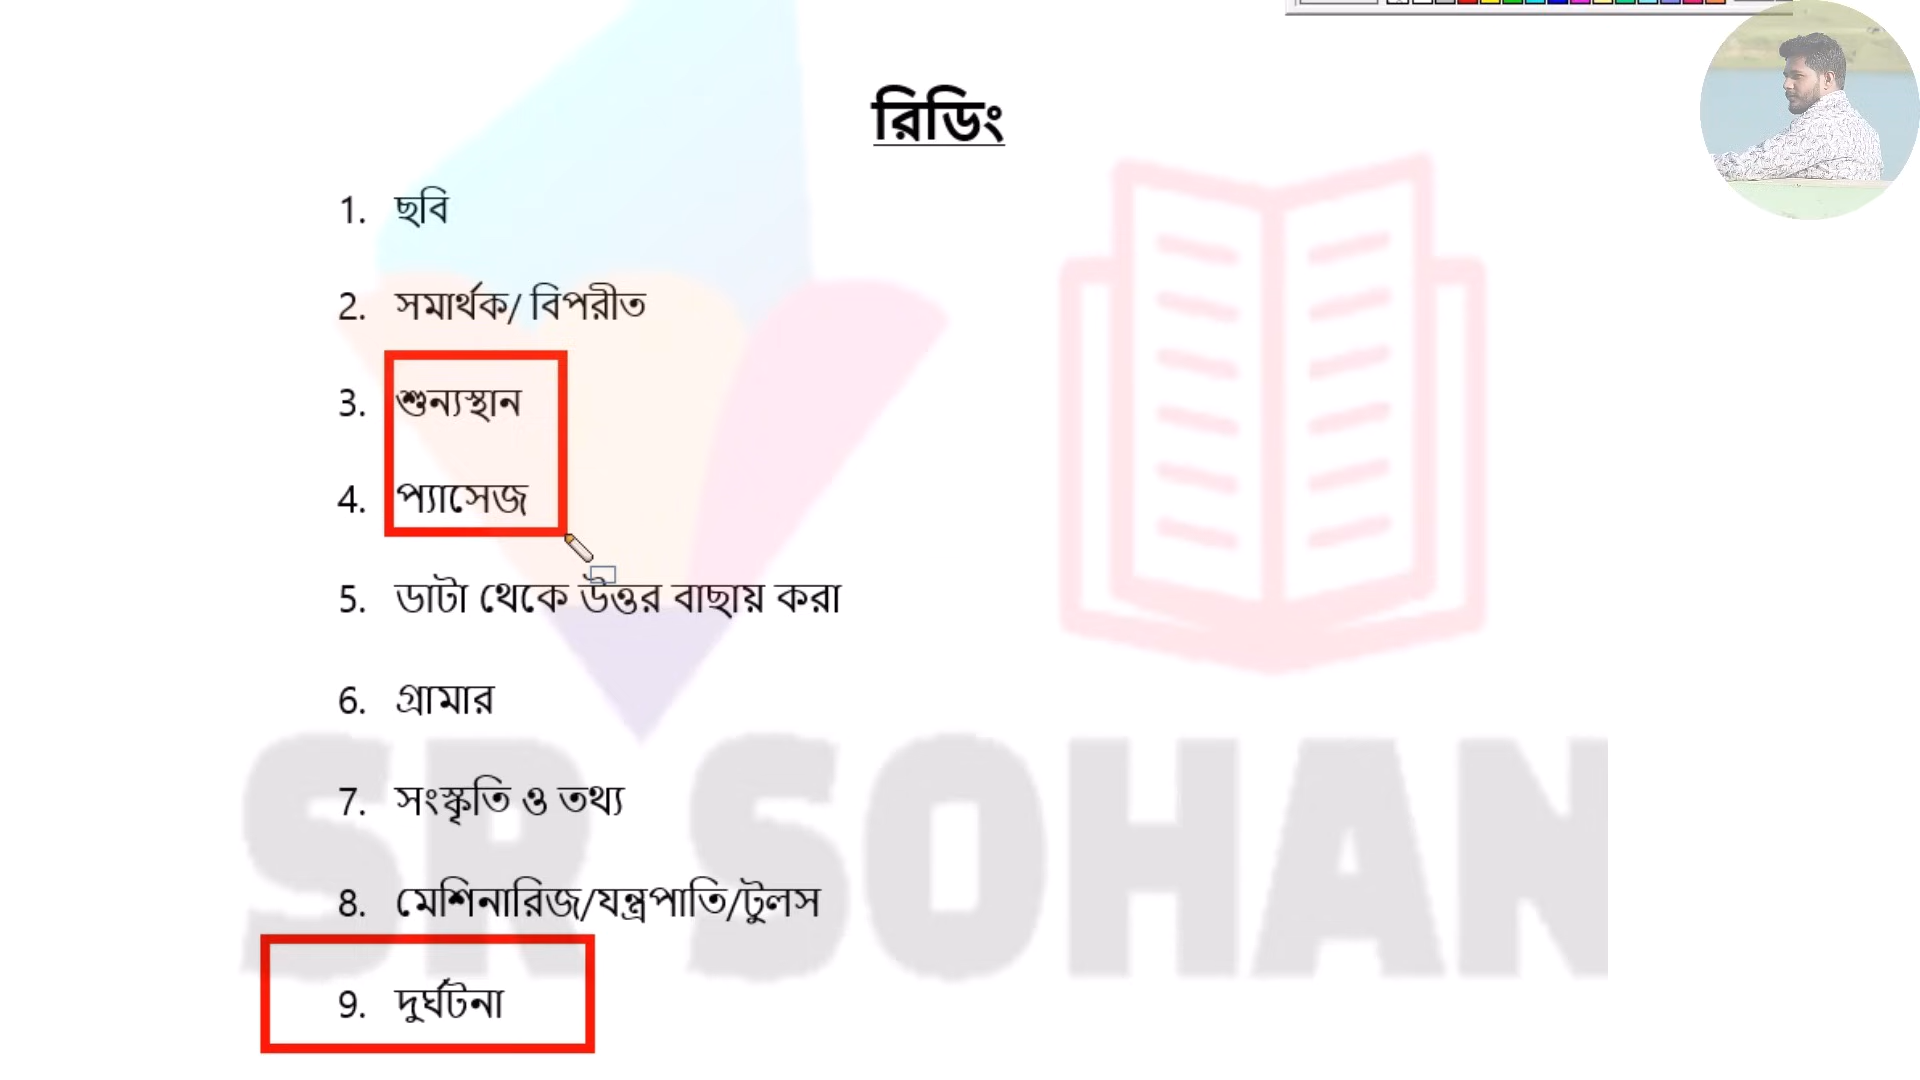 রিডিং
1. ছবি
2. সমার্থক/ বিপরীত
3. শুন্যস্থান
4. প্যাসেজ
5. ডাটা থেকে উত্তর বাছায় করা
6. গ্রামার
7. সংস্কৃতি ও তথ্য
8. মেশিনারিজ/যন্ত্রপাতি/টুলস
9. দুর্ঘটনা
SR SOHAN